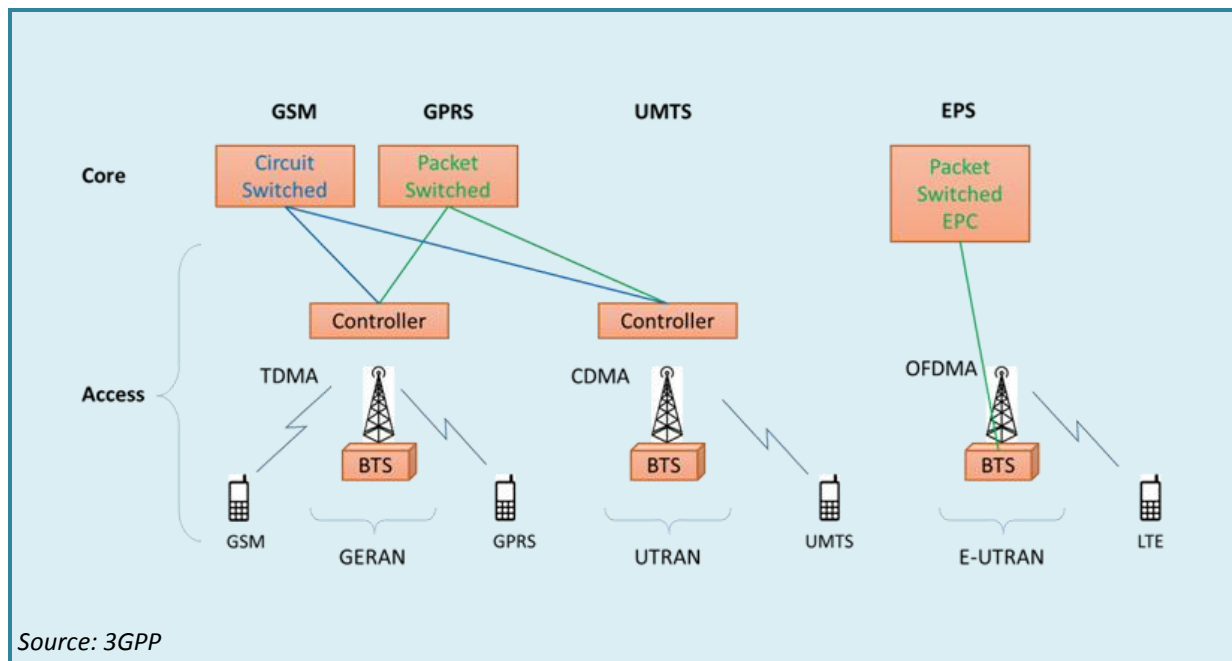 GSM
GPRS
UMTS
EPS
Core
Circuit
Switched
Packet
Switched
Packet
Switched
EPC
Controller
Controller
Access
TDMA
CDMA
OFDMA
BTS
BTS
BTS
GSM
GPRS
UMTS
LTE
GERAN
UTRAN
E-UTRAN
Source: 3GPP